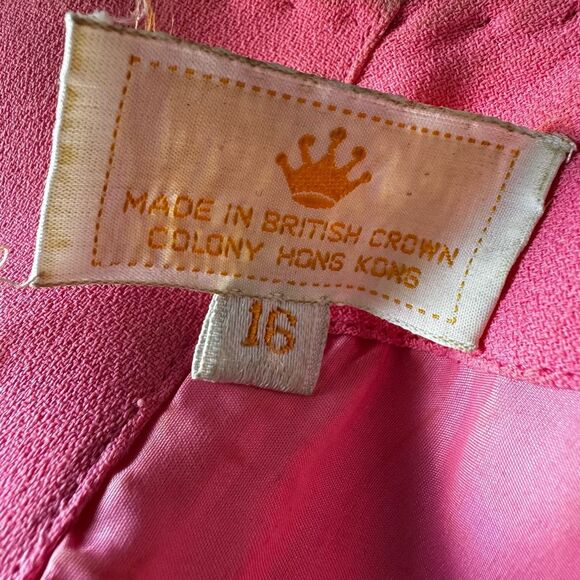 MADE IN BRITISH CROWN
COLONY HONG KONG
16